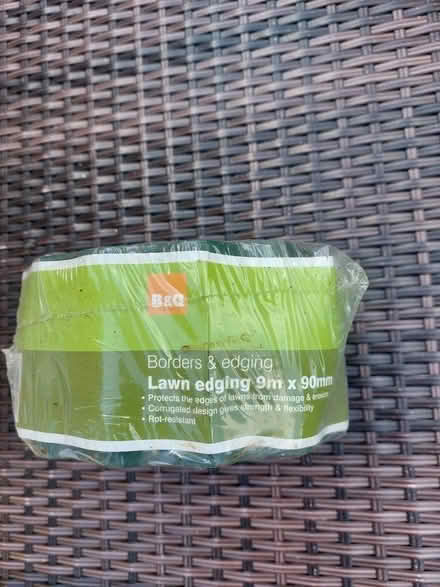 B&Q
Borders & edging
Lawn edging 9m x 90mm
• Protects the edges of lawns from damage & erosion
• Corrugated design gives strength & flexibility
• Rot-resistant